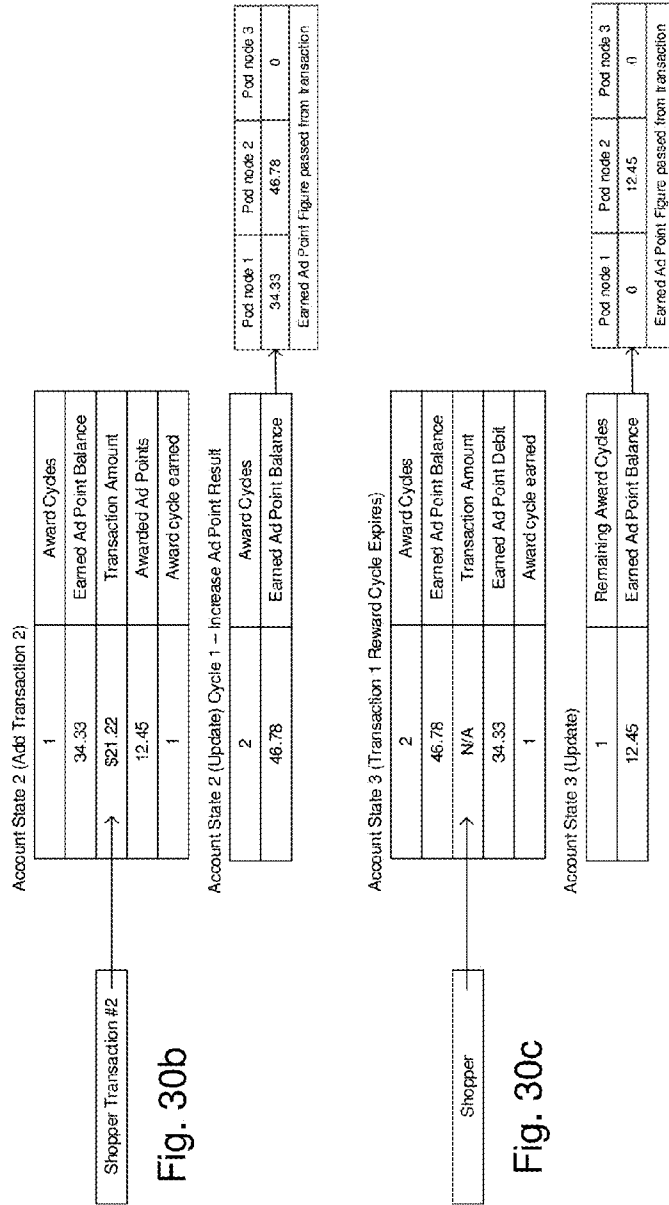 Shopper Transaction #2
Fig. 30b
Account State 2 (Add Transaction 2)
1 Award Cycles
34.33 Earned Ad Point Balance
$21.22 Transaction Amount
12.45 Awarded Ad Points
1 Award cycle earned
Account State 2 (Update) Cycle 1 – Increase Ad Point Result
2 Award Cycles
46.78 Earned Ad Point Balance
Pod node 1 Pod node 2 Pod node 3
34.33 46.78 0
Earned Ad Point Figure passed from transaction
Shopper
Fig. 30c
Account State 3 (Transaction 1 Reward Cycle Expires)
2 Award Cycles
46.78 Earned Ad Point Balance
N/A Transaction Amount
34.33 Earned Ad Point Debit
1 Award cycle earned
Account State 3 (Update)
1 Remaining Award Cycles
12.45 Earned Ad Point Balance
Pod node 1 Pod node 2 Pod node 3
0 12.45 0
Earned Ad Point Figure passed from transaction